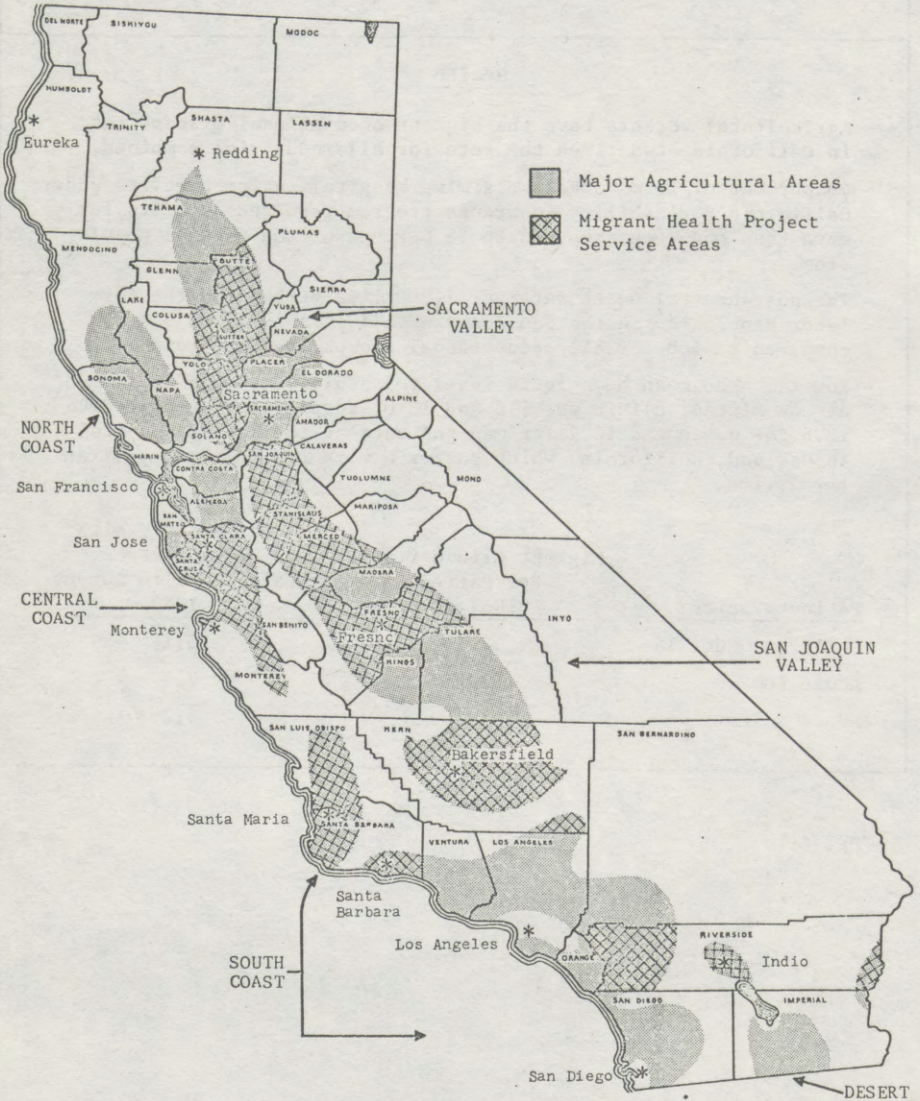 DEL NORTE
SISKIYOU
MODOC
HUMBOLDT
TRINITY
SHASTA
LASSEN
Eureka
Redding
Major Agricultural Areas
Migrant Health Project
Service Areas
TEHAMA
PLUMAS
MENDOCINO
GLENN
BUTTE
SIERRA
LAKE
COLUSA
YUBA
SUTTER
NEVADA
SACRAMENTO
VALLEY
YOLO
PLACER
EL DORADO
SONOMA
NAPA
Sacramento
SACRAMENTO
ALPINE
AMADOR
NORTH
COAST
SOLANO
MARIN
SAN JOAQUIN
CALAVERAS
CONTRA COSTA
TUOLUMNE
MONO
San Francisco
ALAMEDA
STANISLAUS
MARIPOSA
SAN
MATEO
San Jose
SANTA CLARA
MERCED
SANTA
CRUZ
MADERA
CENTRAL
COAST
FRESNO
INYO
Monterey
SAN BENITO
Fresnc
TULARE
KINGS
SAN JOAQUIN
VALLEY
MONTEREY
SAN LUIS OBISPO
KERN
SAN BERNARDINO
Bakersfield
Santa Maria
SANTA BARBARA
VENTURA
LOS ANGELES
Santa
Barbara
Los Angeles
RIVERSIDE
Indio
ORANGE
SOUTH
COAST
SAN DIEGO
IMPERIAL
San Diego
DESERT